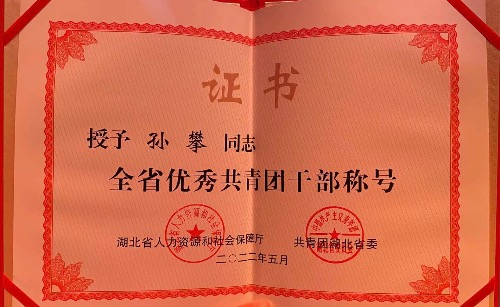 证书
授予 孙攀 同志
全省优秀共青团干部称号
湖北省人力资源和社会保障厅 共青团湖北省委
二〇二二年五月